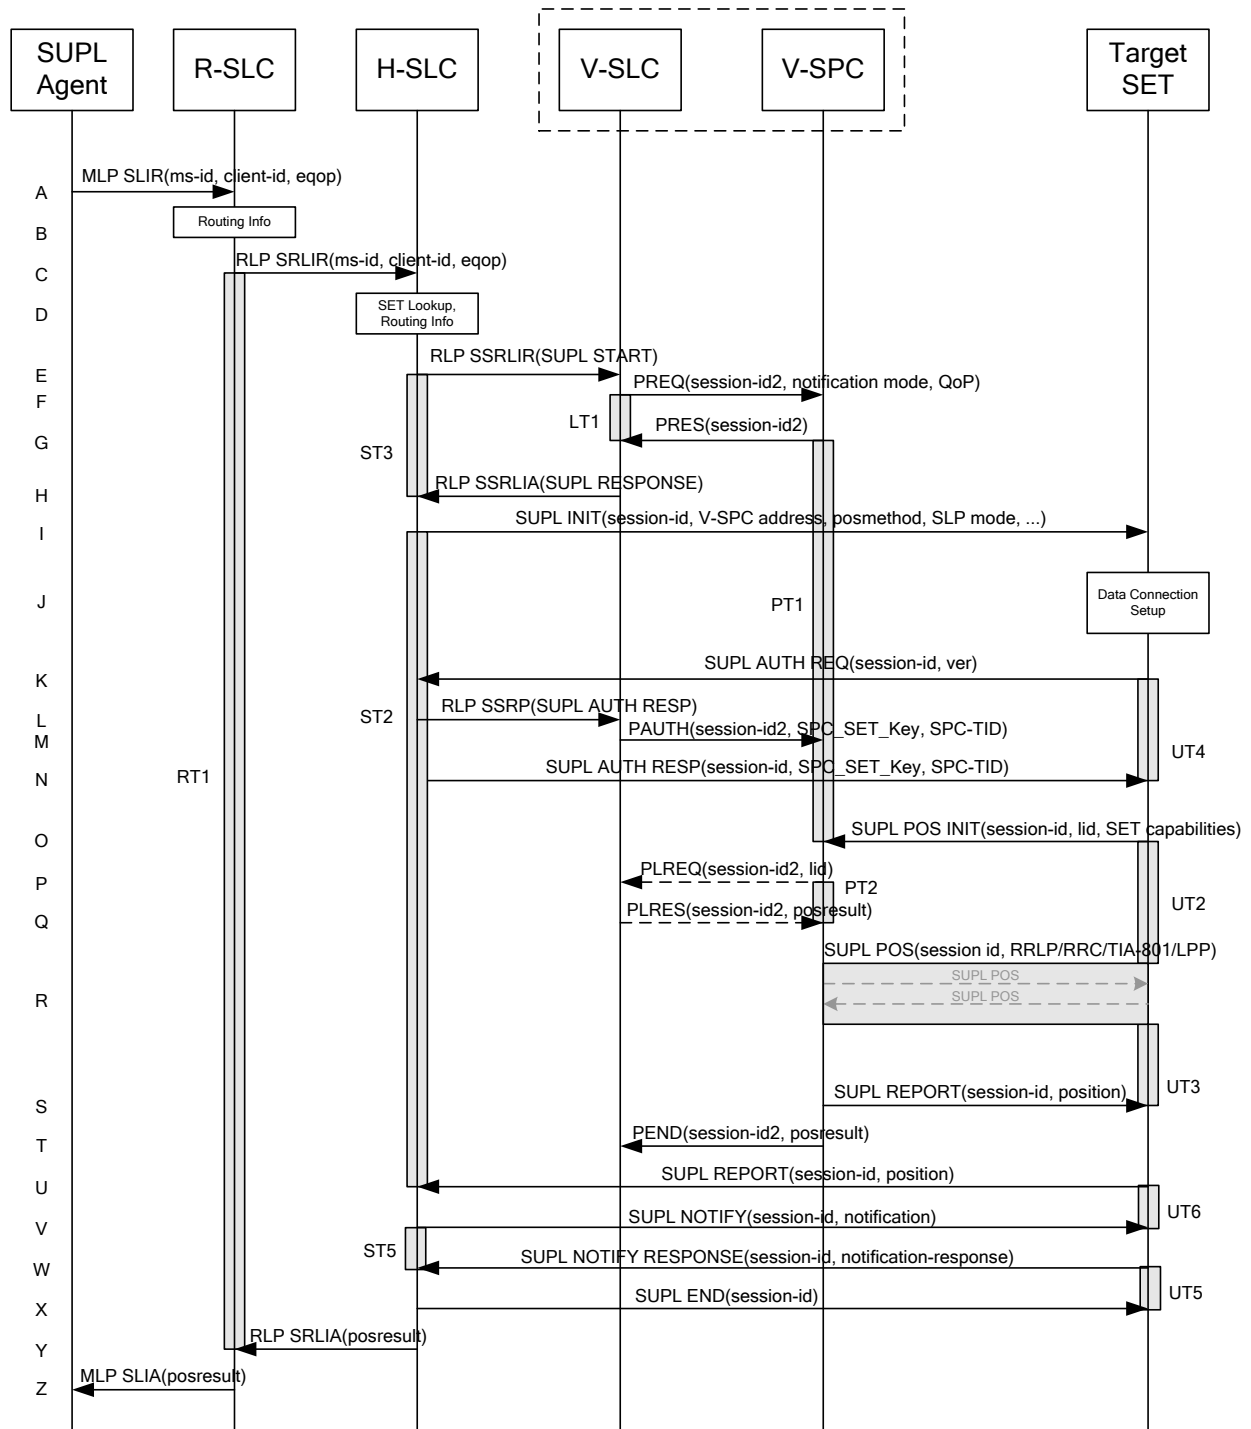 SUPL
Agent
R-SLC
H-SLC
V-SLC
V-SPC
Target
SET
MLP SLIR(ms-id, client-id, eqop)
A
Routing Info
B
RLP SRLIR(ms-id, client-id, eqop)
C
SET Lookup,
Routing Info
D
RLP SSRLIR(SUPL START)
E
PREQ(session-id2, notification mode, QoP)
F
LT1
PRES(session-id2)
G
ST3
RLP SSRLIA(SUPL RESPONSE)
H
SUPL INIT(session-id, V-SPC address, posmethod, SLP mode, ...)
I
Data Connection
Setup
J
PT1
SUPL AUTH REQ(session-id, ver)
K
RLP SSRP(SUPL AUTH RESP)
ST2
L
PAUTH(session-id2, SPC_SET_Key, SPC-TID)
M
UT4
SUPL AUTH RESP(session-id, SPC_SET_Key, SPC-TID)
RT1
N
SUPL POS INIT(session-id, lid, SET capabilities)
O
PLREQ(session-id2, lid)
P
PT2
PLRES(session-id2, posresult)
Q
UT2
SUPL POS(session id, RRLP/RRC/TIA-801/LPP)
SUPL POS
SUPL POS
R
UT3
SUPL REPORT(session-id, position)
S
PEND(session-id2, posresult)
T
SUPL REPORT(session-id, position)
U
UT6
SUPL NOTIFY(session-id, notification)
V
ST5
SUPL NOTIFY RESPONSE(session-id, notification-response)
W
UT5
SUPL END(session-id)
X
RLP SRLIA(posresult)
Y
MLP SLIA(posresult)
Z